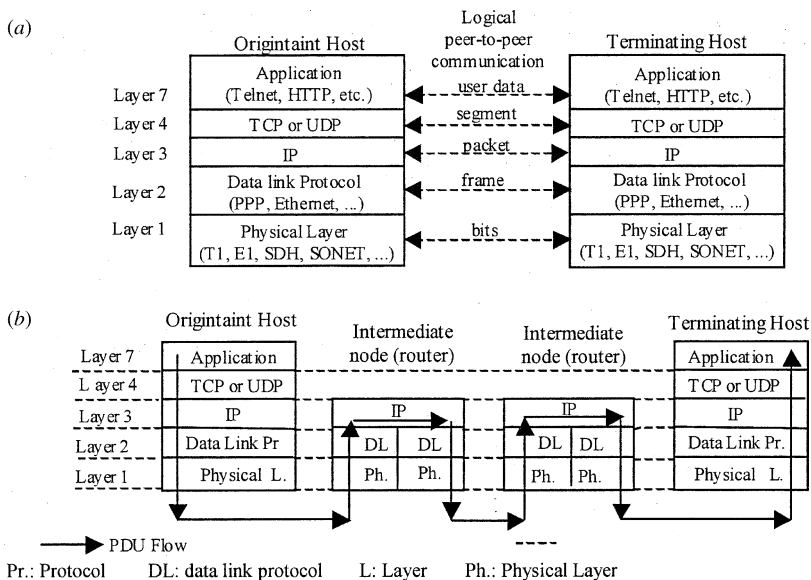 (a)
Logical
peer-to-peer
communication
Origintaint Host
Terminating Host
Layer 7
Application
(Telnet, HTTP, etc.)
user data
Application
(Telnet, HTTP, etc.)
Layer 4
TCP or UDP
segment
TCP or UDP
Layer 3
IP
packet
IP
Layer 2
Data link Protocol
(PPP, Ethernet, ...)
frame
Data link Protocol
(PPP, Ethernet, ...)
Layer 1
Physical Layer
(T1, E1, SDH, SONET, ...)
bits
Physical Layer
(T1, E1, SDH, SONET, ...)
(b)
Origintaint Host
Intermediate
node (router)
Intermediate
node (router)
Terminating Host
Layer 7
Application
Application
L ayer 4
TCP or UDP
TCP or UDP
Layer 3
IP
IP
IP
IP
Layer 2
Data Link Pr
DL
DL
DL
DL
Data Link Pr.
Layer 1
Physical L.
Ph.
Ph.
Ph.
Ph.
Physical L.
PDU Flow
Pr.: Protocol DL: data link protocol L: Layer Ph.: Physical Layer